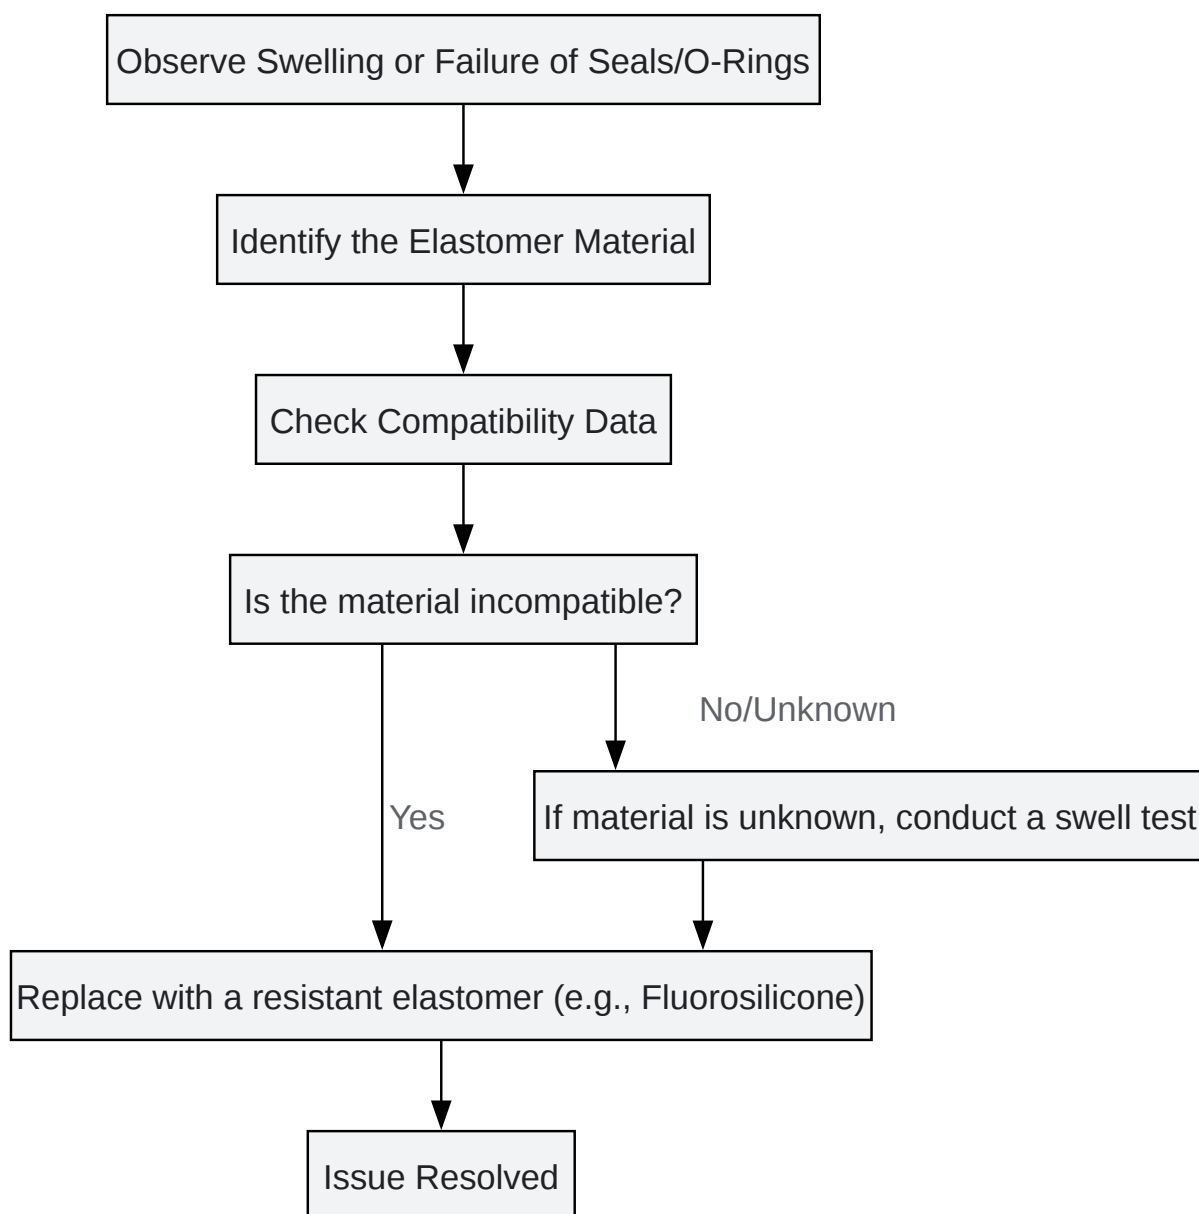 Observe Swelling or Failure of Seals/O-Rings
Identify the Elastomer Material
Check Compatibility Data
Is the material incompatible?
No/Unknown
If material is unknown, conduct a swell test
Yes
Replace with a resistant elastomer (e.g., Fluorosilicone)
Issue Resolved